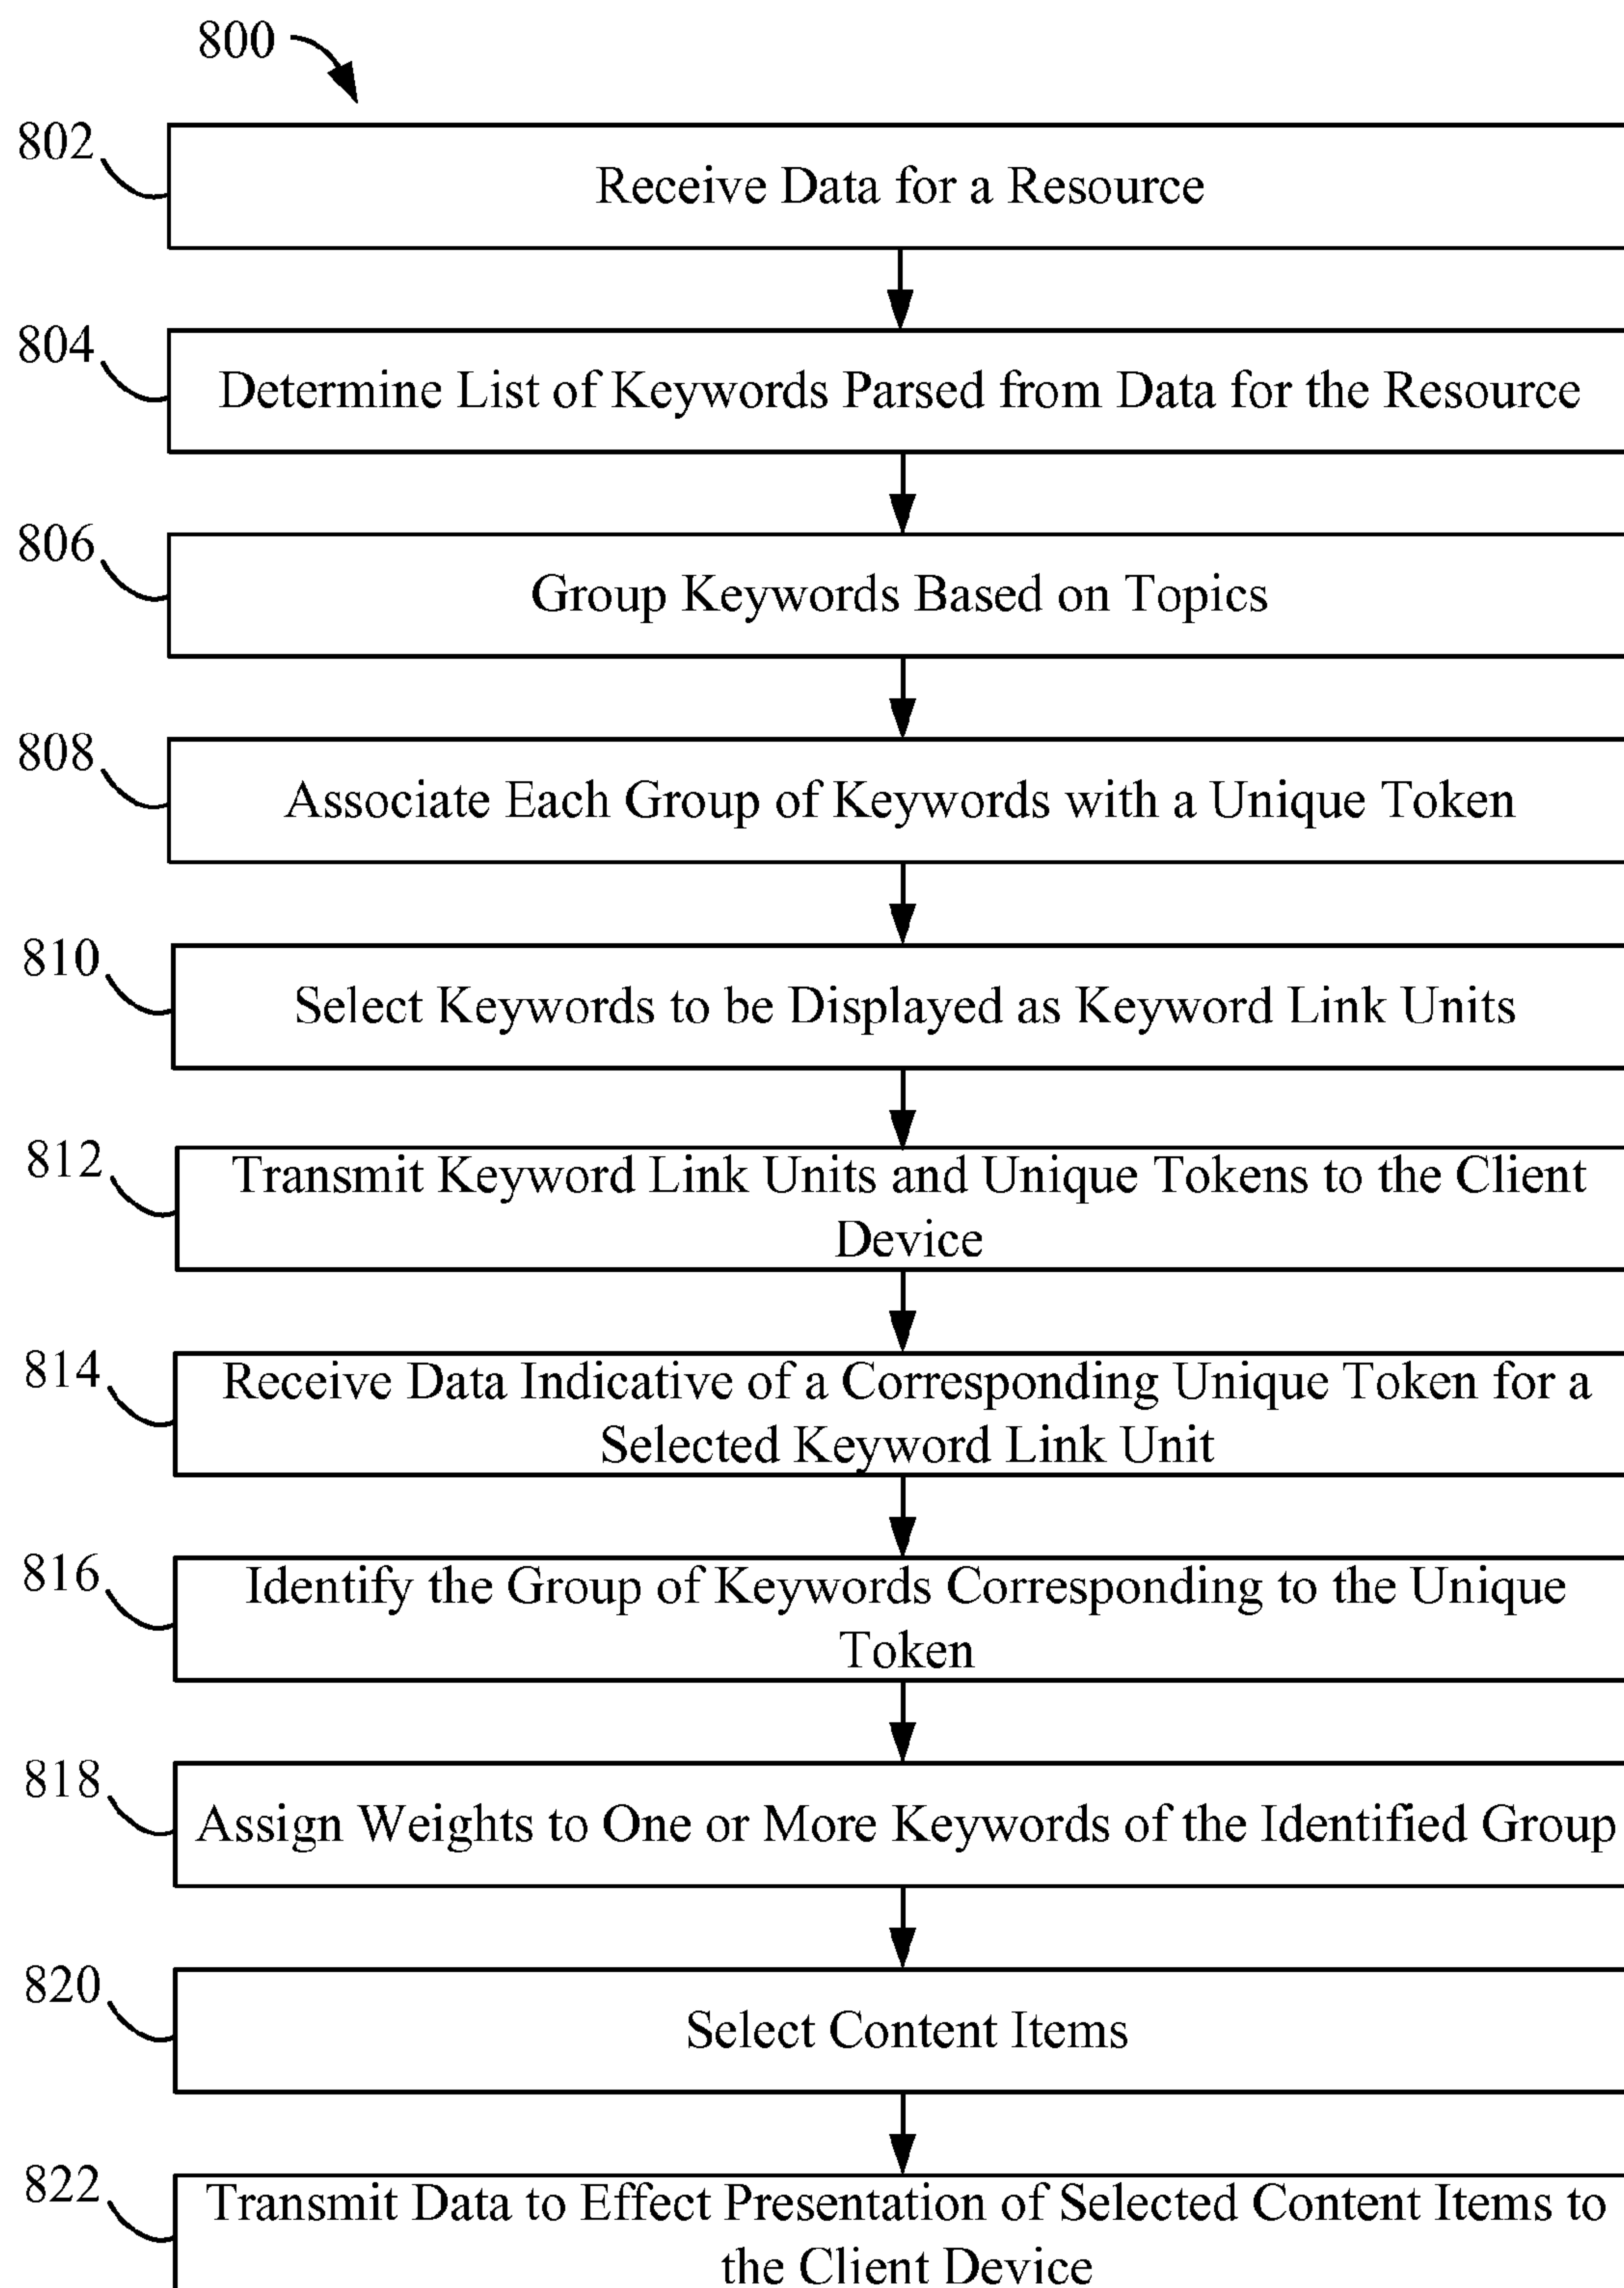 800
802
Receive Data for a Resource
804
Determine List of Keywords Parsed from Data for the Resource
806
Group Keywords Based on Topics
808
Associate Each Group of Keywords with a Unique Token
810
Select Keywords to be Displayed as Keyword Link Units
812
Transmit Keyword Link Units and Unique Tokens to the Client
Device
814
Receive Data Indicative of a Corresponding Unique Token for a
Selected Keyword Link Unit
816
Identify the Group of Keywords Corresponding to the Unique
Token
818
Assign Weights to One or More Keywords of the Identified Group
820
Select Content Items
822
Transmit Data to Effect Presentation of Selected Content Items to
the Client Device